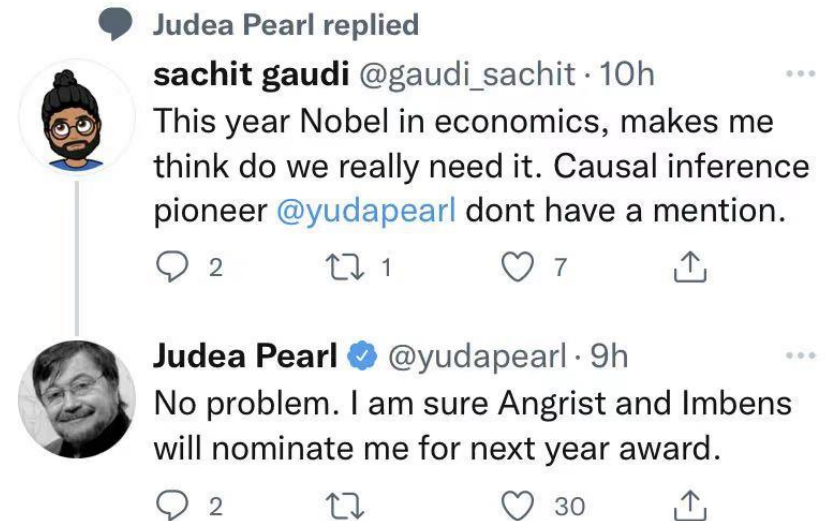 Judea Pearl replied
sachit gaudi @gaudi_sachit · 10h
This year Nobel in economics, makes me
think do we really need it. Causal inference
pioneer @yudapearl dont have a mention.
2 1 7
Judea Pearl @yudapearl · 9h
No problem. I am sure Angrist and Imbens
will nominate me for next year award.
2 30